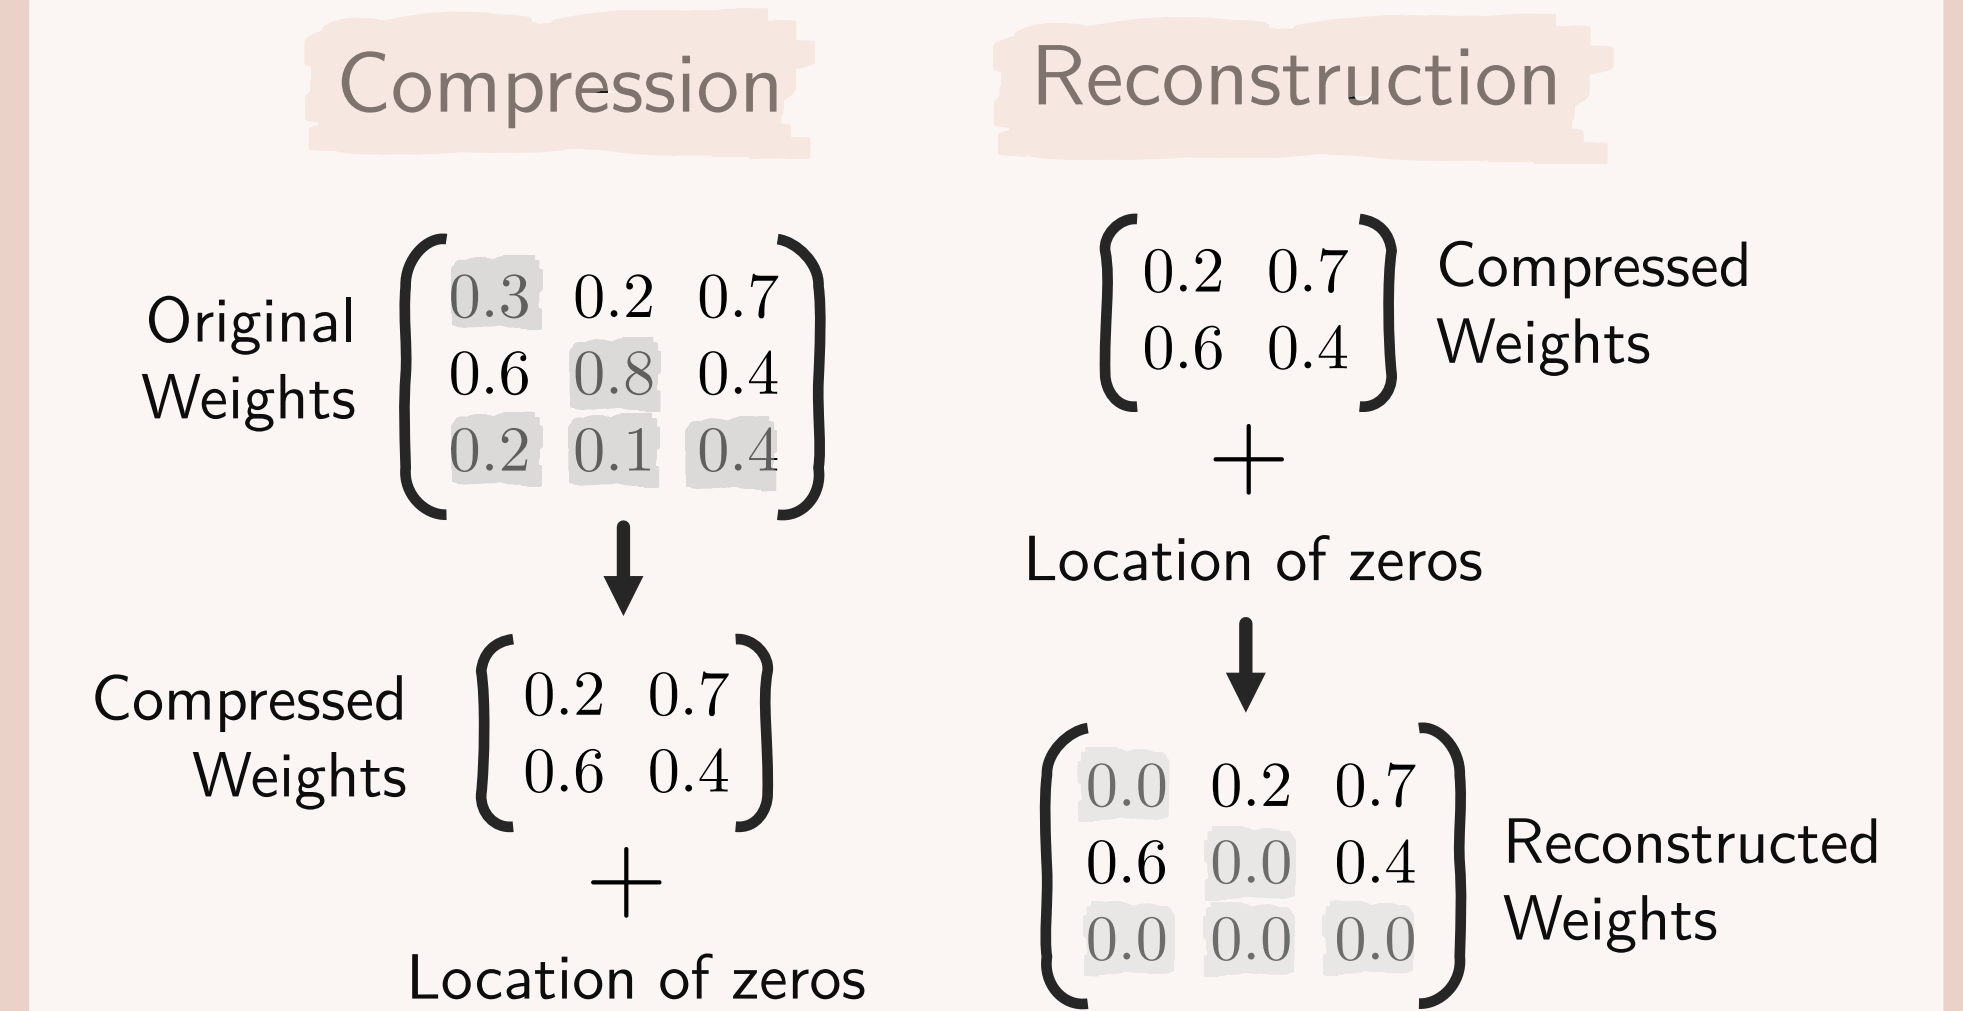 Compression
Original
Weights
0.3 0.2 0.7
0.6 0.8 0.4
0.2 0.1 0.4
Compressed
Weights
0.2 0.7
0.6 0.4
+
Location of zeros
Reconstruction
0.2 0.7
0.6 0.4
Compressed
Weights
+
Location of zeros
0.0 0.2 0.7
0.6 0.0 0.4
0.0 0.0 0.0
Reconstructed
Weights